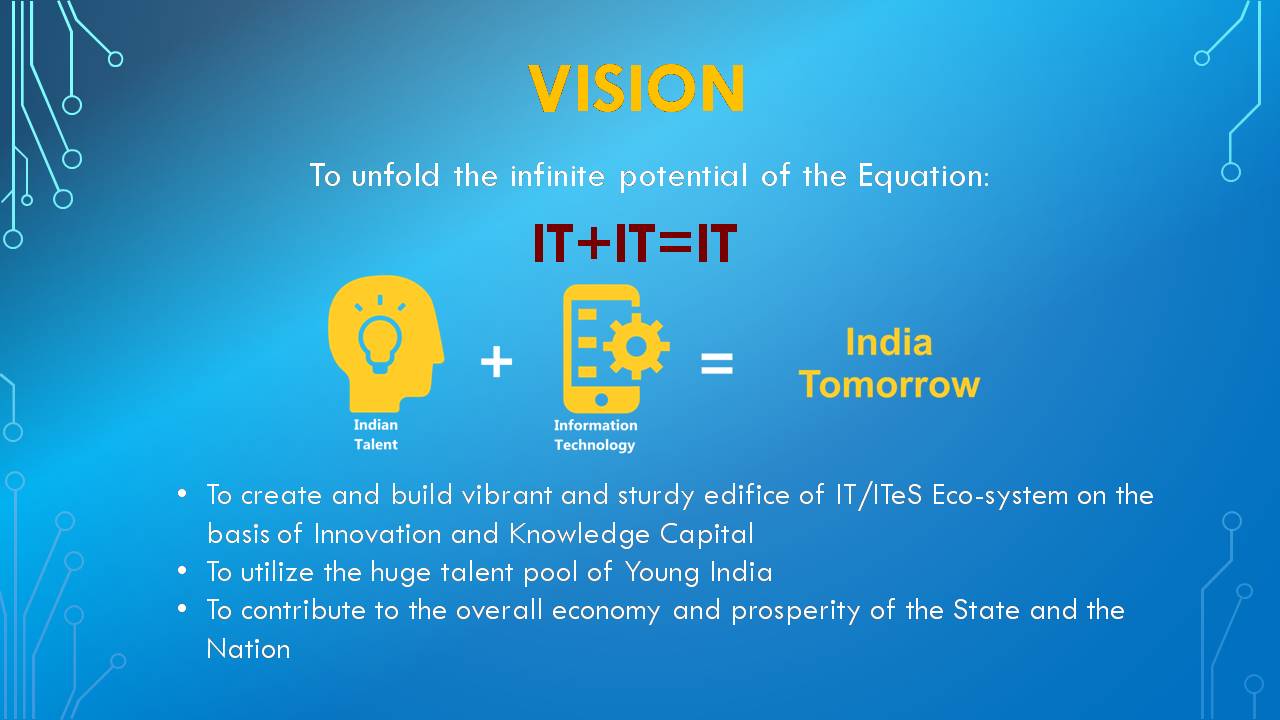 VISION
To unfold the infinite potential of the Equation:
IT+IT=IT
+
=
India
Tomorrow
Indian
Talent
Information
Technology
• To create and build vibrant and sturdy edifice of IT/ITeS Eco-system on the
basis of Innovation and Knowledge Capital
• To utilize the huge talent pool of Young India
• To contribute to the overall economy and prosperity of the State and the
Nation